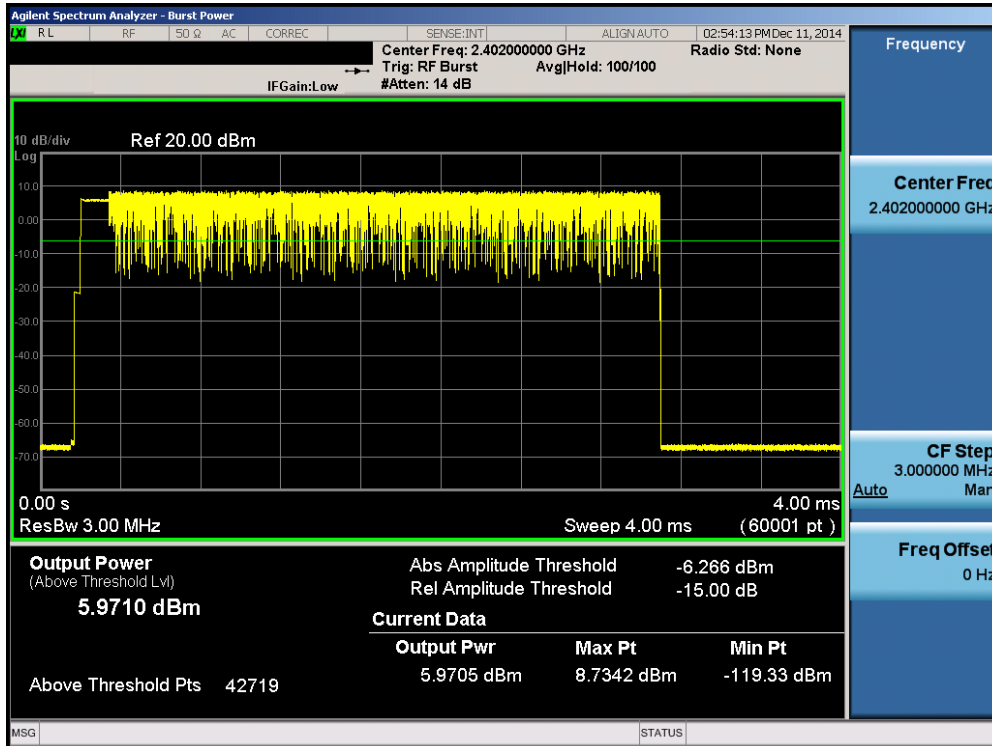 Agilent Spectrum Analyzer - Burst Power
LXI RL RF 50 Ω AC CORREC SENSE:INT ALIGN AUTO 02:54:13 PM Dec 11, 2014
Center Freq: 2.402000000 GHz Radio Std: None
Trig: RF Burst Avg|Hold: 100/100
IFGain:Low #Atten: 14 dB
10 dB/div Ref 20.00 dBm
Log
10.0
0.00
-10.0
-20.0
-30.0
-40.0
-50.0
-60.0
-70.0
0.00 s 4.00 ms
ResBw 3.00 MHz Sweep 4.00 ms (60001 pt )
Output Power
(Above Threshold Lvl)
5.9710 dBm
Above Threshold Pts 42719
Abs Amplitude Threshold -6.266 dBm
Rel Amplitude Threshold -15.00 dB
Current Data
Output Pwr Max Pt Min Pt
5.9705 dBm 8.7342 dBm -119.33 dBm
MSG STATUS
Frequency
Center Freq
2.402000000 GHz
CF Step
3.000000 MHz
Auto Man
Freq Offset
0 Hz